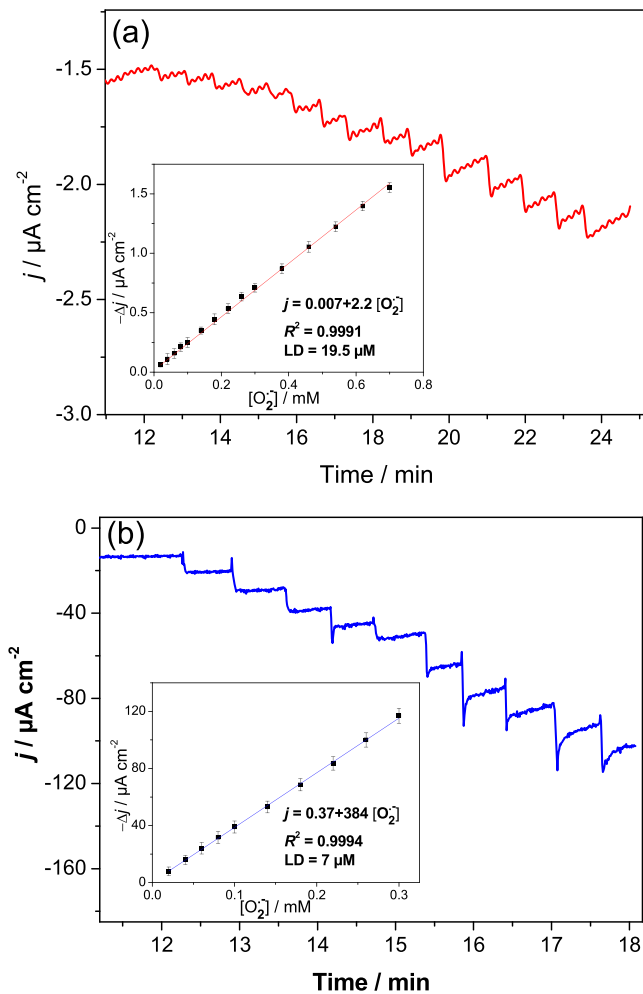 (a)
-1.5
-2.0
-2.5
-3.0
j / µA cm⁻²
12 14 16 18 20 22 24
Time / min
1.5
1.0
0.5
0.0
−Δj / µA cm⁻²
0.0 0.2 0.4 0.6 0.8
[O₂·⁻] / mM
j = 0.007+2.2 [O₂·⁻]
R² = 0.9991
LD = 19.5 µM
(b)
0
-40
-80
-120
-160
j / µA cm⁻²
12 13 14 15 16 17 18
Time / min
120
80
40
0
−Δj / µA cm⁻²
0.0 0.1 0.2 0.3
[O₂·⁻] / mM
j = 0.37+384 [O₂·⁻]
R² = 0.9994
LD = 7 µM